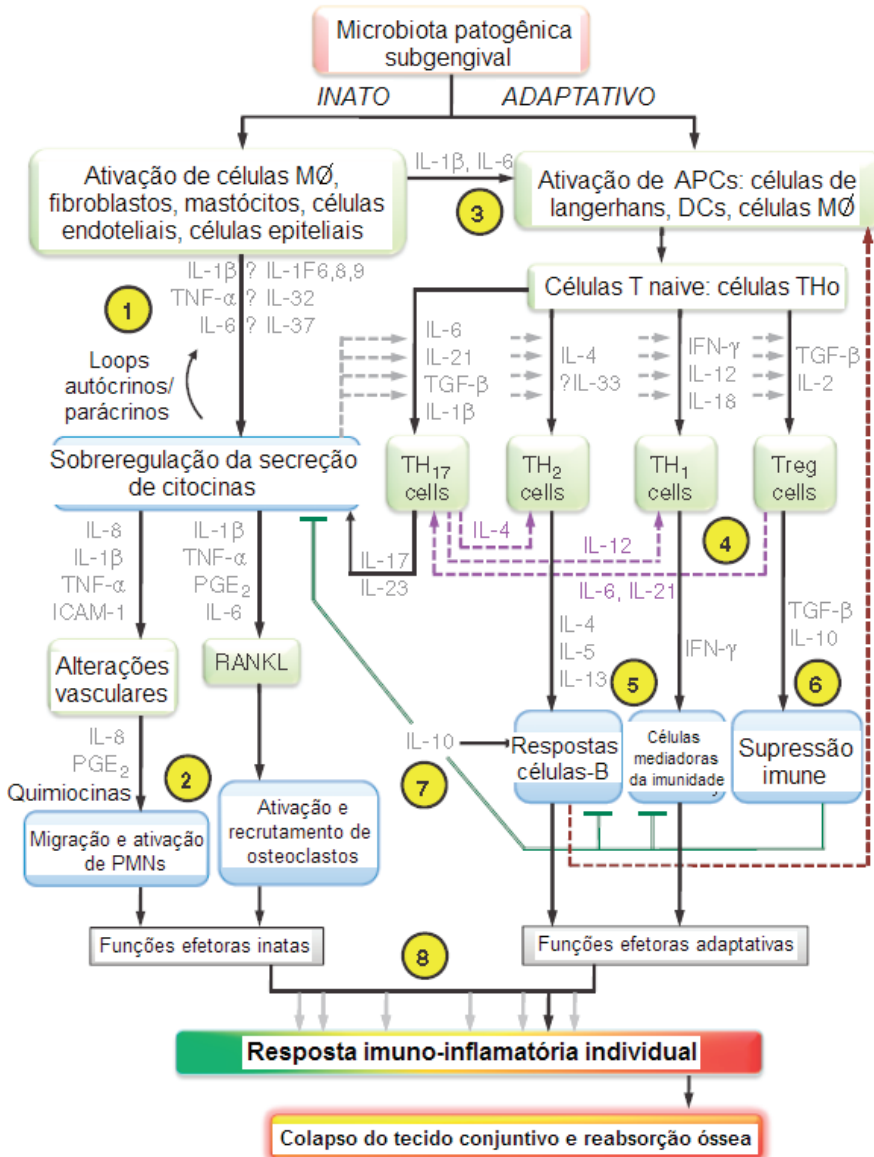 Microbiota patogênica
subgengival
INATO
ADAPTATIVO
Ativação de células MØ,
fibroblastos, mastócitos, células
endoteliais, células epiteliais
IL-1β, IL-6
3
Ativação de APCs: células de
langerhans, DCs, células MØ
IL-1β ? IL-1F6,8,9
TNF-α ? IL-32
IL-6 ? IL-37
1
Loops
autócrinos/
parácrinos
Células T naive: células THo
IL-6
IL-21
TGF-β
IL-1β
IL-4
?IL-33
IFN-γ
IL-12
IL-18
TGF-β
IL-2
Sobreregulação da secreção
de citocinas
TH17
cells
TH2
cells
TH1
cells
Treg
cells
IL-4
IL-12
4
IL-6, IL-21
IL-17
IL-23
IL-8
IL-1β
TNF-α
ICAM-1
IL-1β
TNF-α
PGE2
IL-6
Alterações
vasculares
RANKL
IL-4
IL-5
IL-13
5
IFN-γ
TGF-β
IL-10
6
IL-8
PGE2
Quimiocinas
2
IL-10
7
Respostas
células-B
Células
mediadoras
da imunidade
Supressão
imune
Migração e ativação
de PMNs
Ativação e
recrutamento de
osteoclastos
Funções efetoras inatas
Funções efetoras adaptativas
8
Resposta imuno-inflamatória individual
Colapso do tecido conjuntivo e reabsorção óssea